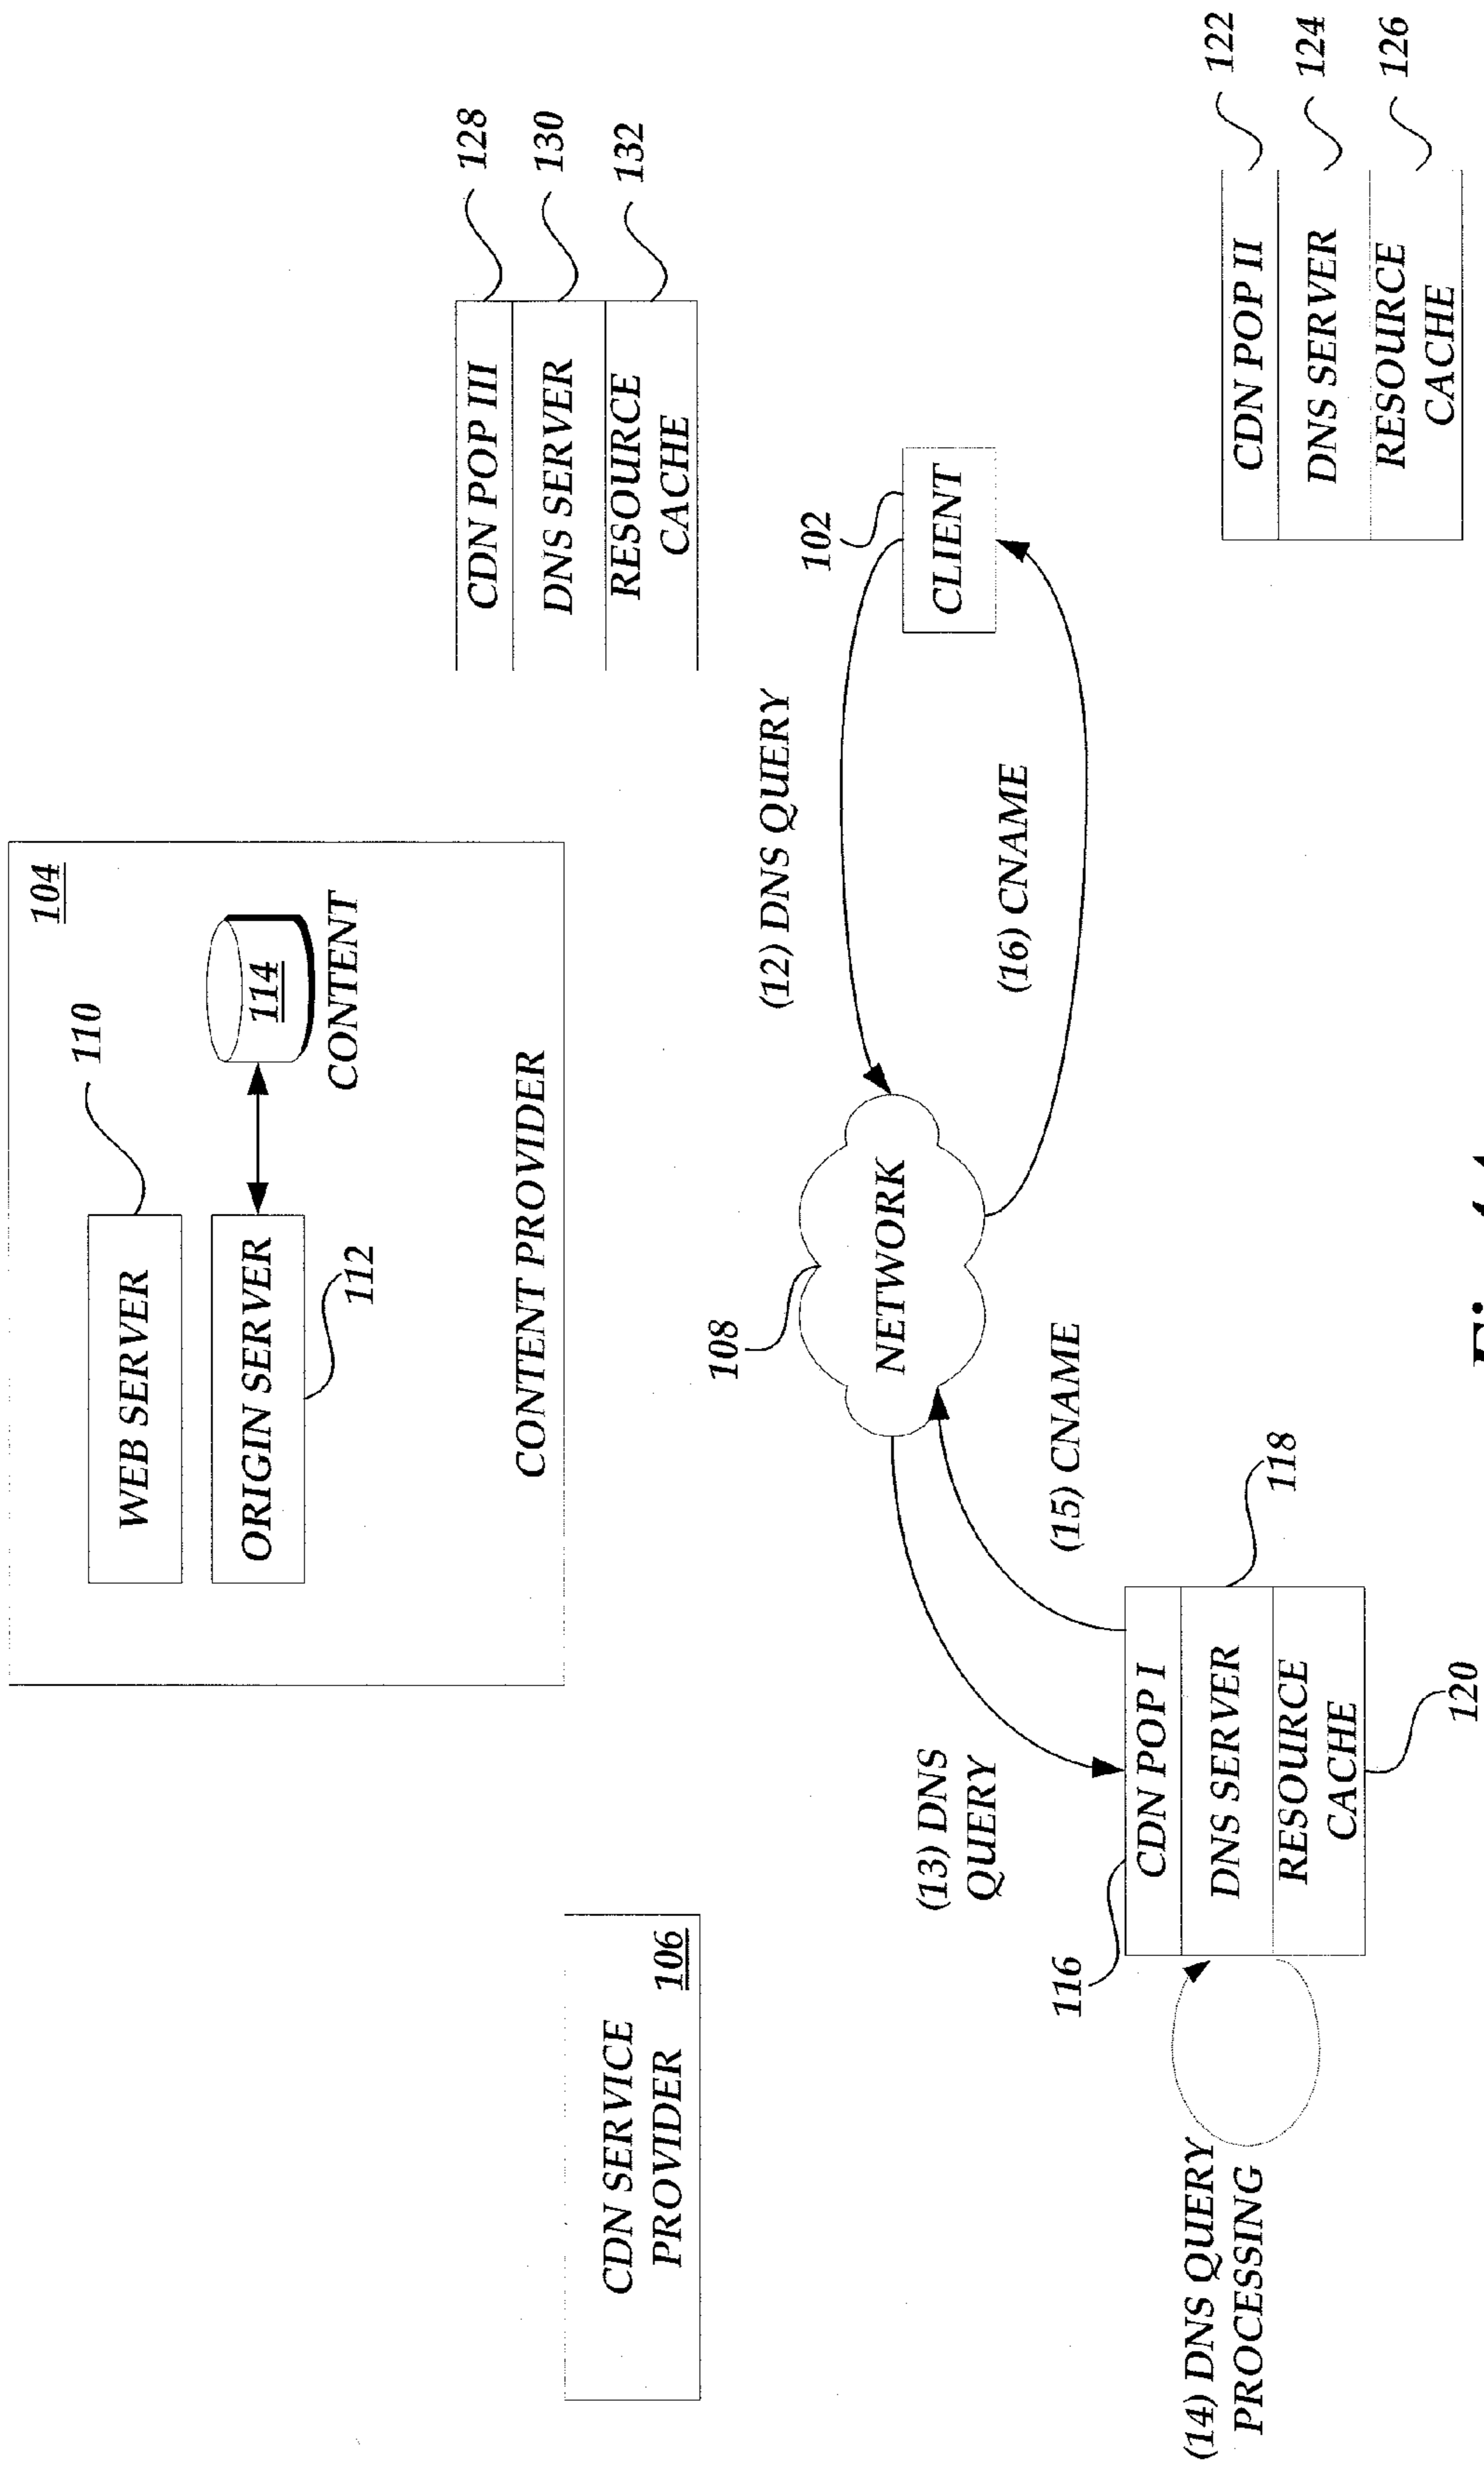 104
WEB SERVER
110
ORIGIN SERVER
112
114
CONTENT
CONTENT PROVIDER
CDN SERVICE
PROVIDER
106
CDN POP III
128
DNS SERVER
130
RESOURCE
CACHE
132
(12) DNS QUERY
102
CLIENT
108
NETWORK
(16) CNAME
(13) DNS
QUERY
(15) CNAME
116
CDN POP I
DNS SERVER
118
RESOURCE
CACHE
120
(14) DNS QUERY
PROCESSING
CDN POP II
122
DNS SERVER
124
RESOURCE
CACHE
126